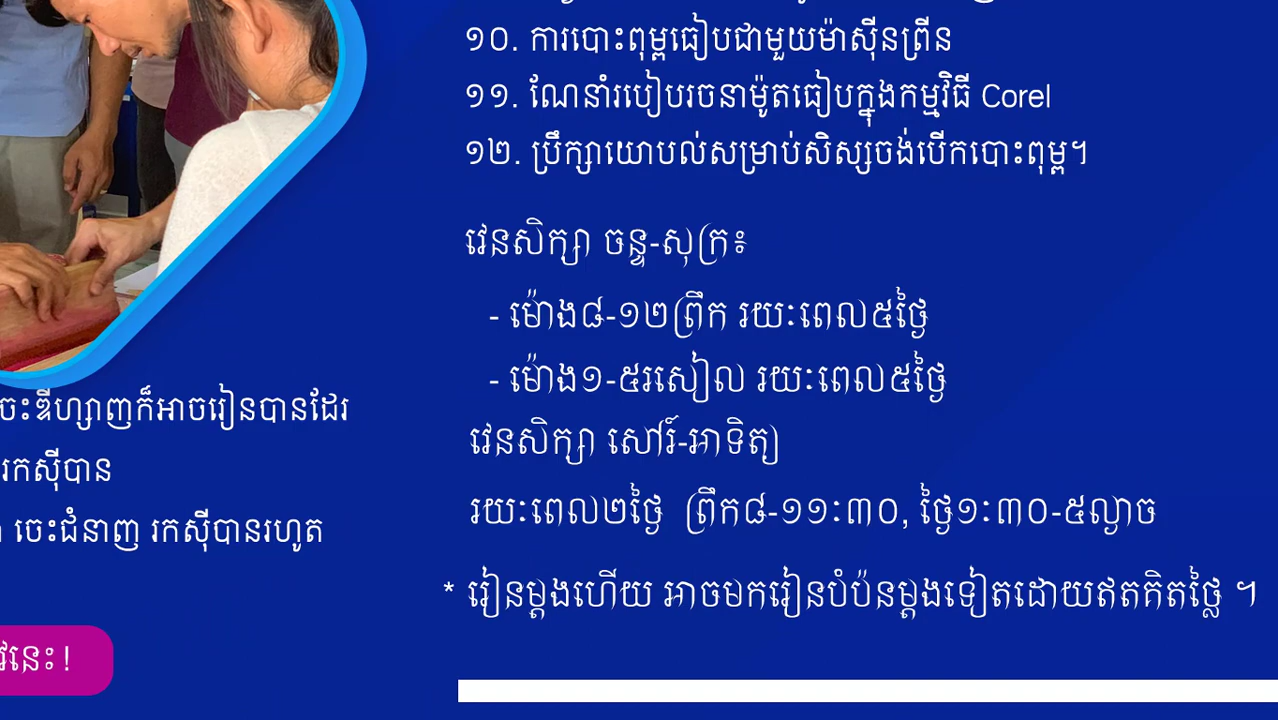 ១០. ការបោះពុម្ពធៀបជាមួយម៉ាស៊ីនព្រីន
១១. ណែនាំរបៀបរចនាម៉ូតធៀបក្នុងកម្មវិធី Corel
១២. ប្រឹក្សាយោបល់សម្រាប់សិស្សចង់បើកបោះពុម្ព។
វេនសិក្សា ចន្ទ-សុក្រ៖
- ម៉ោង៨-១២ព្រឹក រយៈពេល៥ថ្ងៃ
- ម៉ោង១-៥រសៀល រយៈពេល៥ថ្ងៃ
វេនសិក្សា សៅរ៍-អាទិត្យ
រយៈពេល២ថ្ងៃ ព្រឹក៨-១១:៣០, ថ្ងៃ១:៣០-៥ល្ងាច
* រៀនម្តងហើយ អាចមករៀនបំប៉នម្តងទៀតដោយឥតគិតថ្លៃ ។
ចេះឌីហ្សាញក៏អាចរៀនបានដែរ
រកស៊ីបាន
ចេះជំនាញ រកស៊ីបានរហូត
នេះ!